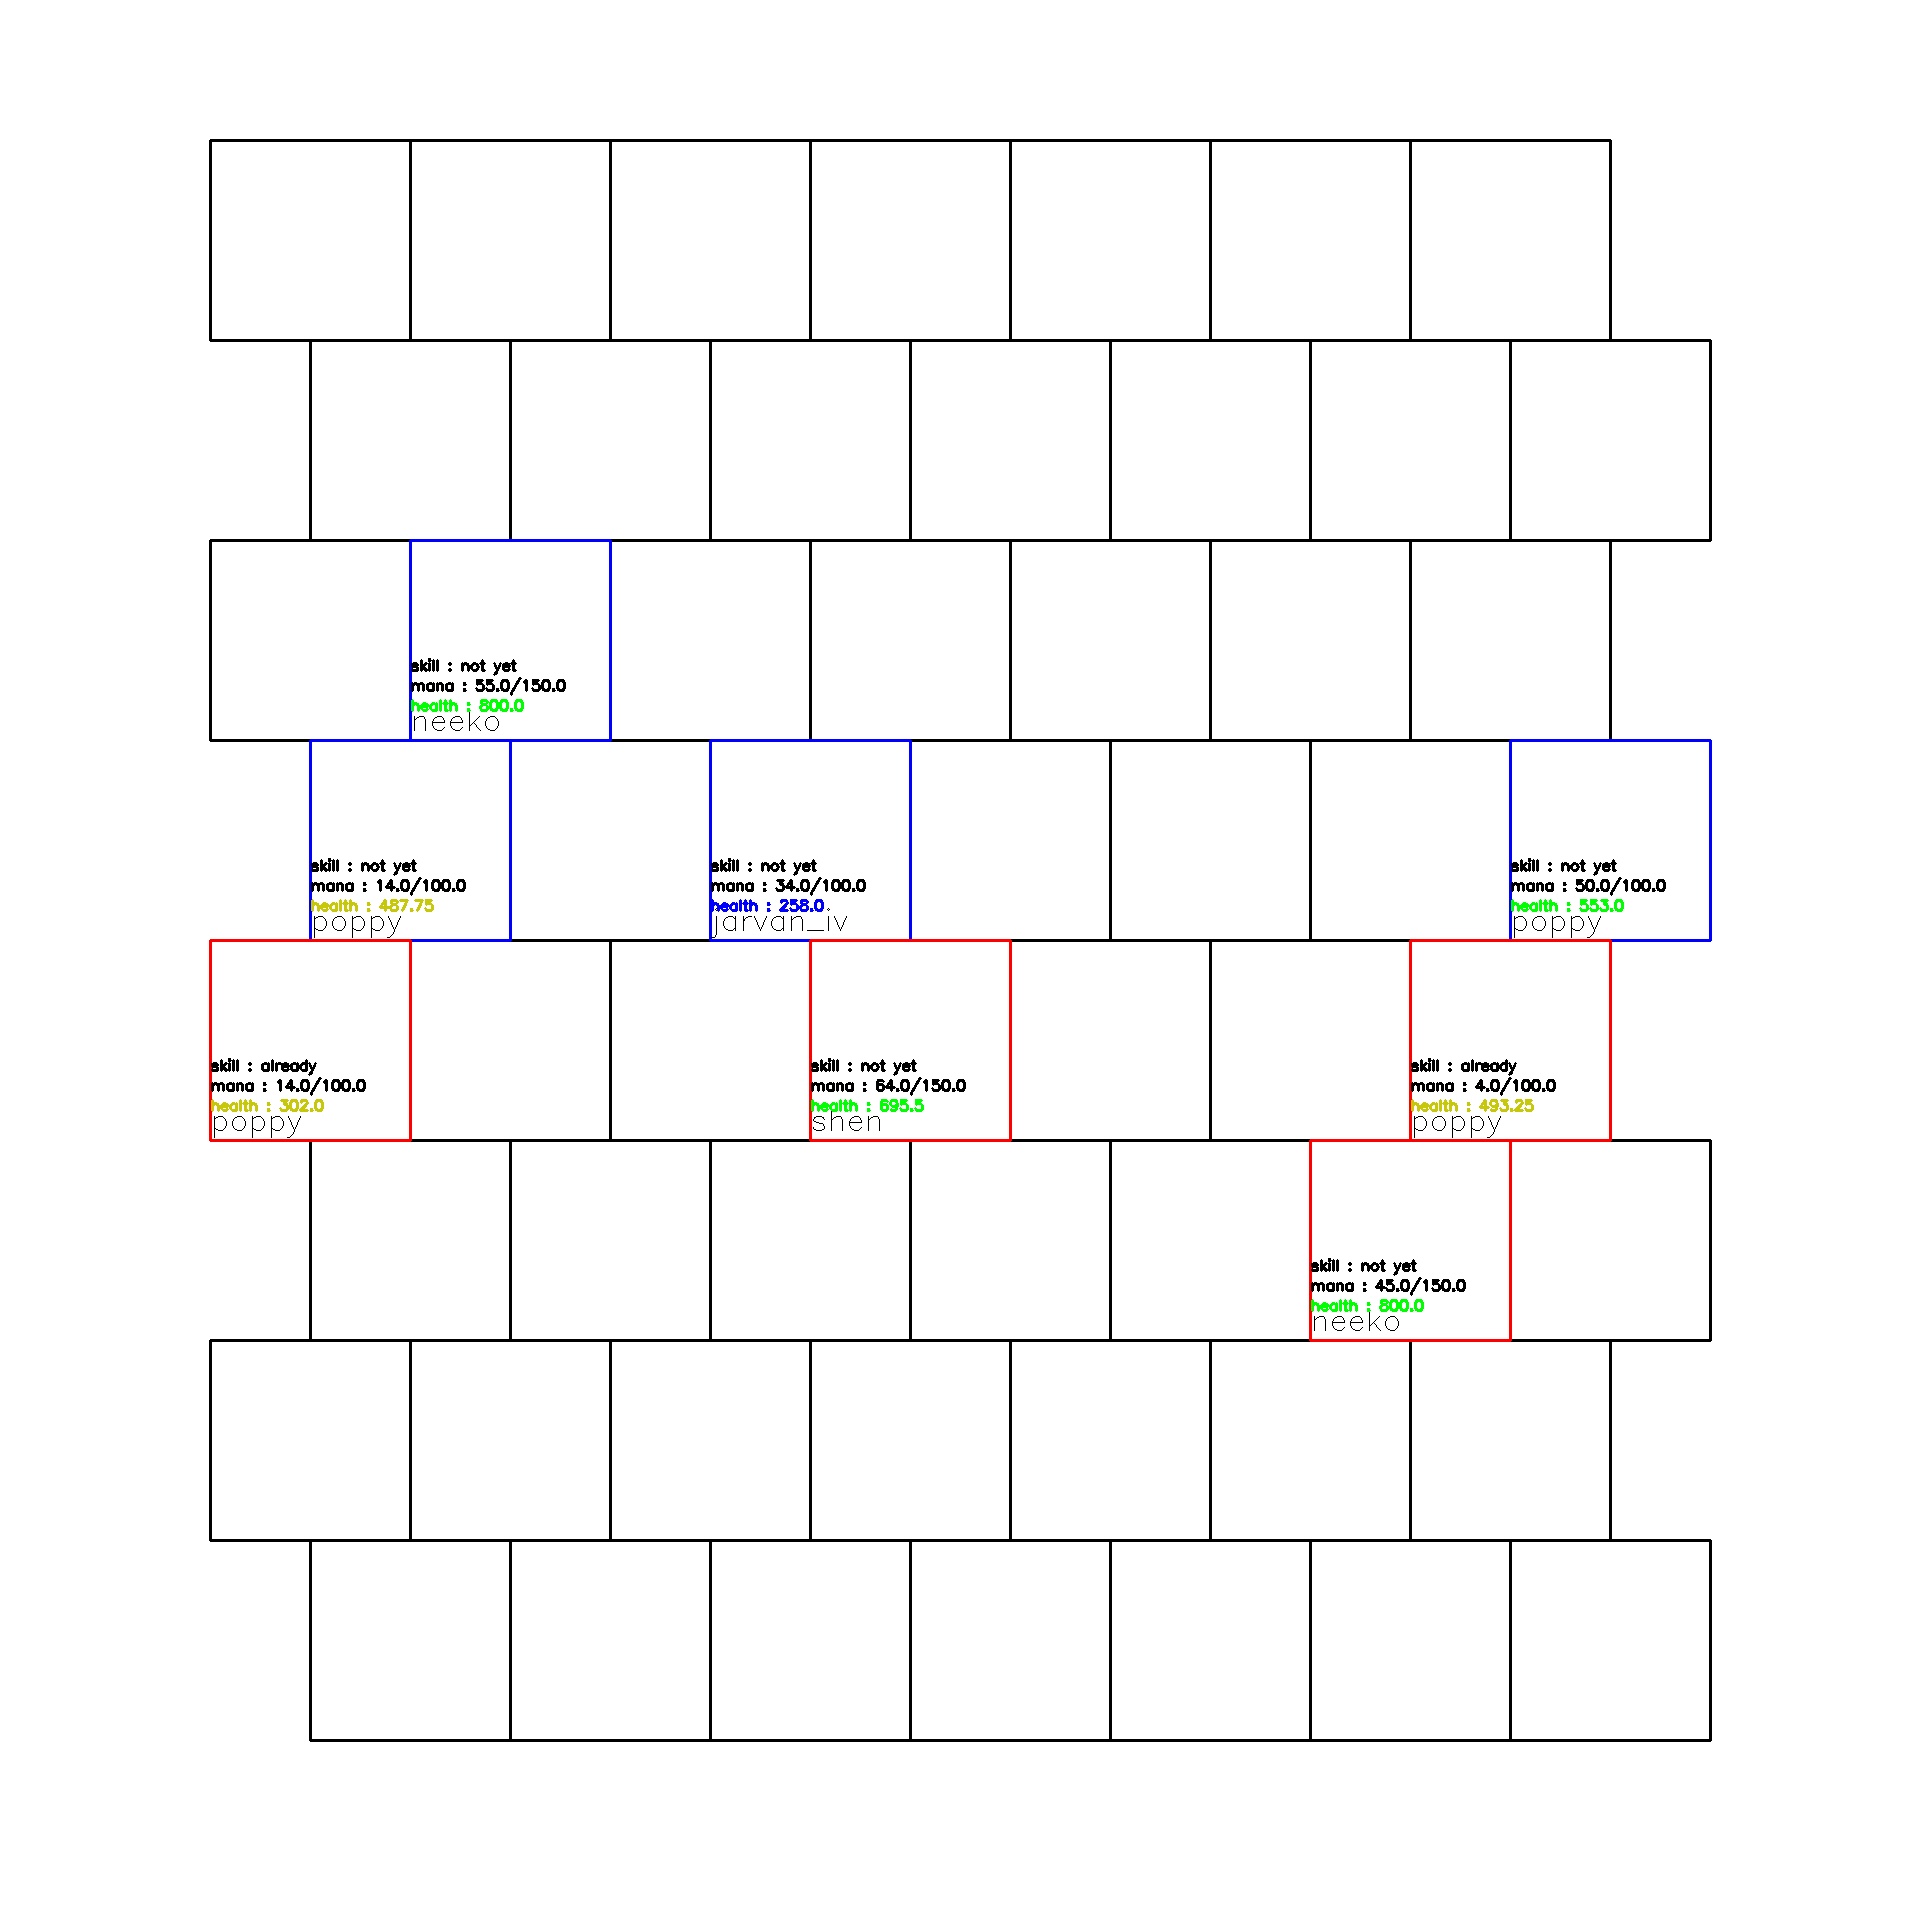 skill : not yet
mana : 55.0/150.0
health : 800.0
neeko
skill : not yet
mana : 14.0/100.0
health : 487.75
poppy
skill : not yet
mana : 34.0/100.0
health : 258.0
jarvan_iv
skill : not yet
mana : 50.0/100.0
health : 553.0
poppy
skill : already
mana : 14.0/100.0
health : 302.0
poppy
skill : not yet
mana : 64.0/150.0
health : 695.5
shen
skill : already
mana : 4.0/100.0
health : 493.25
poppy
skill : not yet
mana : 45.0/150.0
health : 800.0
neeko